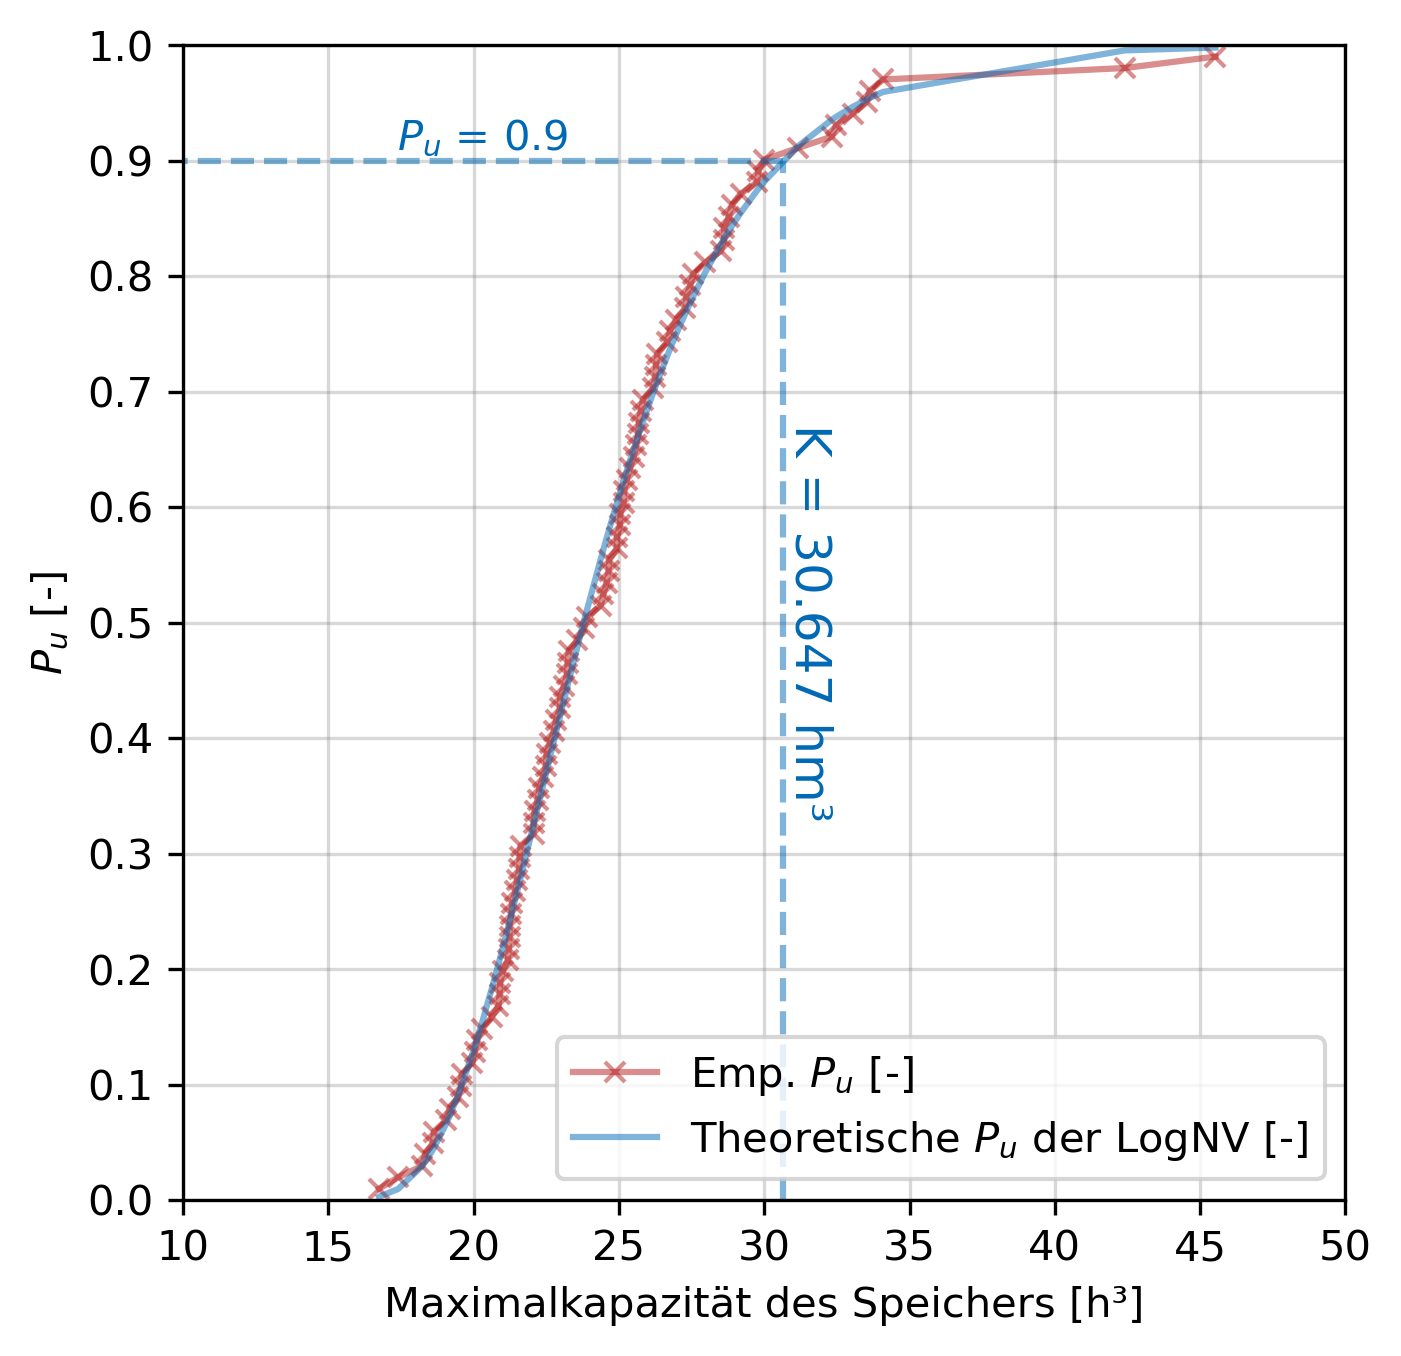 1.0
0.9
0.8
0.7
0.6
0.5
0.4
0.3
0.2
0.1
0.0
P_u [-]
P_u = 0.9
K = 30.647 hm³
Emp. P_u [-]
Theoretische P_u der LogNV [-]
10 15 20 25 30 35 40 45 50
Maximalkapazität des Speichers [h³]